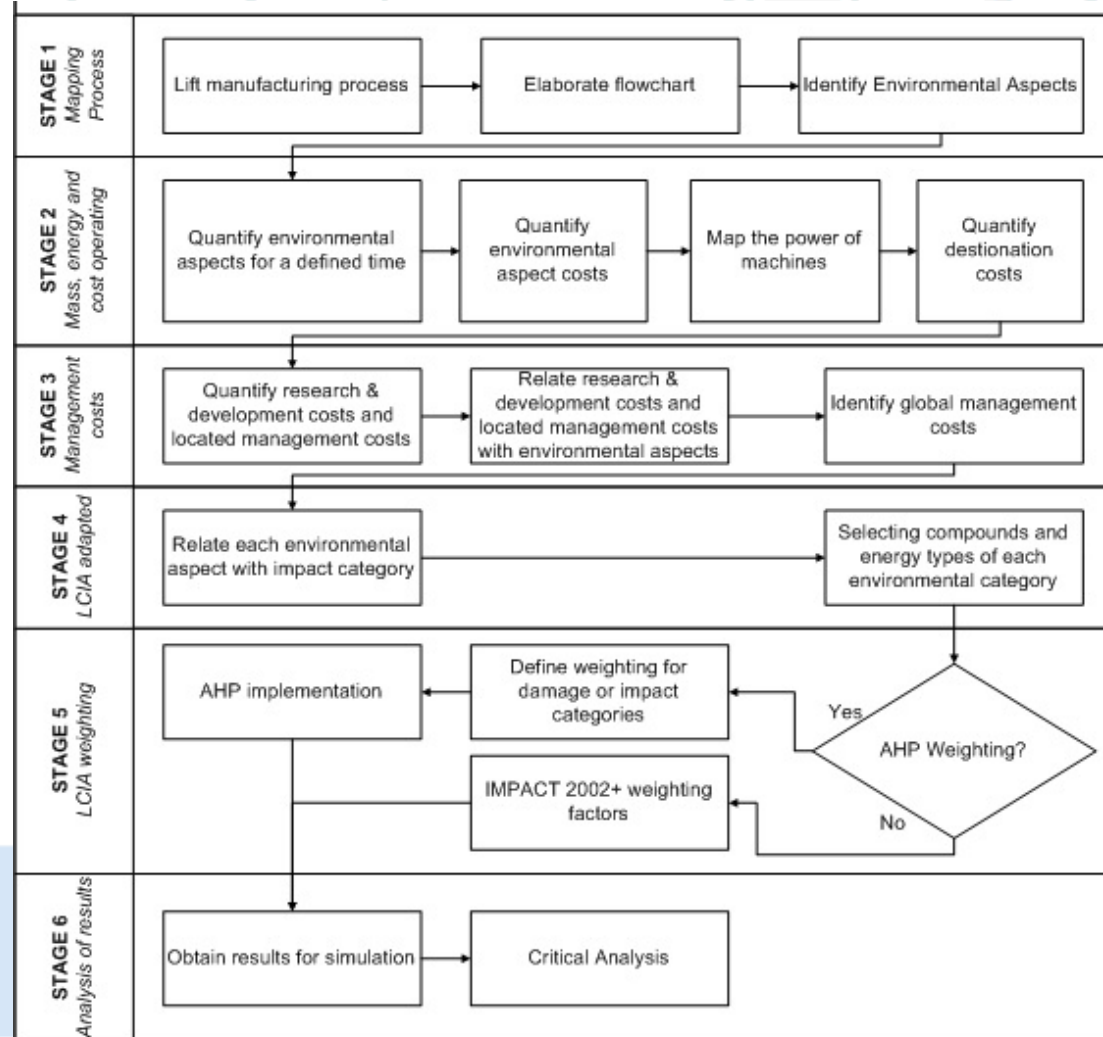 STAGE 1
Mapping
Process
Lift manufacturing process
Elaborate flowchart
Identify Environmental Aspects
STAGE 2
Mass, energy and
cost operating
Quantify environmental
aspects for a defined time
Quantify
environmental
aspect costs
Map the power of
machines
Quantify
destionation
costs
STAGE 3
Management
costs
Quantify research &
development costs and
located management costs
Relate research &
development costs and
located management costs
with environmental aspects
Identify global management
costs
STAGE 4
LCIA adapted
Relate each environmental
aspect with impact category
Selecting compounds and
energy types of each
environmental category
STAGE 5
LCIA weighting
AHP implementation
Define weighting for
damage or impact
categories
Yes
AHP Weighting?
IMPACT 2002+ weighting
factors
No
STAGE 6
Analysis of results
Obtain results for simulation
Critical Analysis